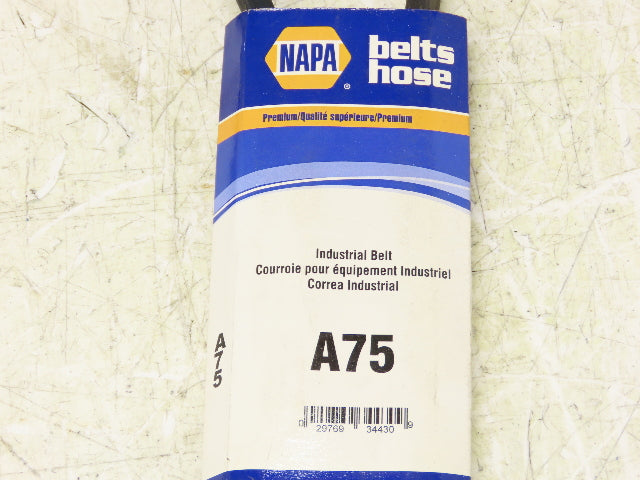 NAPA
®
belts
hose
Premium/Qualité supérieure/Premium
Industrial Belt
Courroie pour équipement Industriel
Correa Industrial
A75
A75
0 29769 34430 9